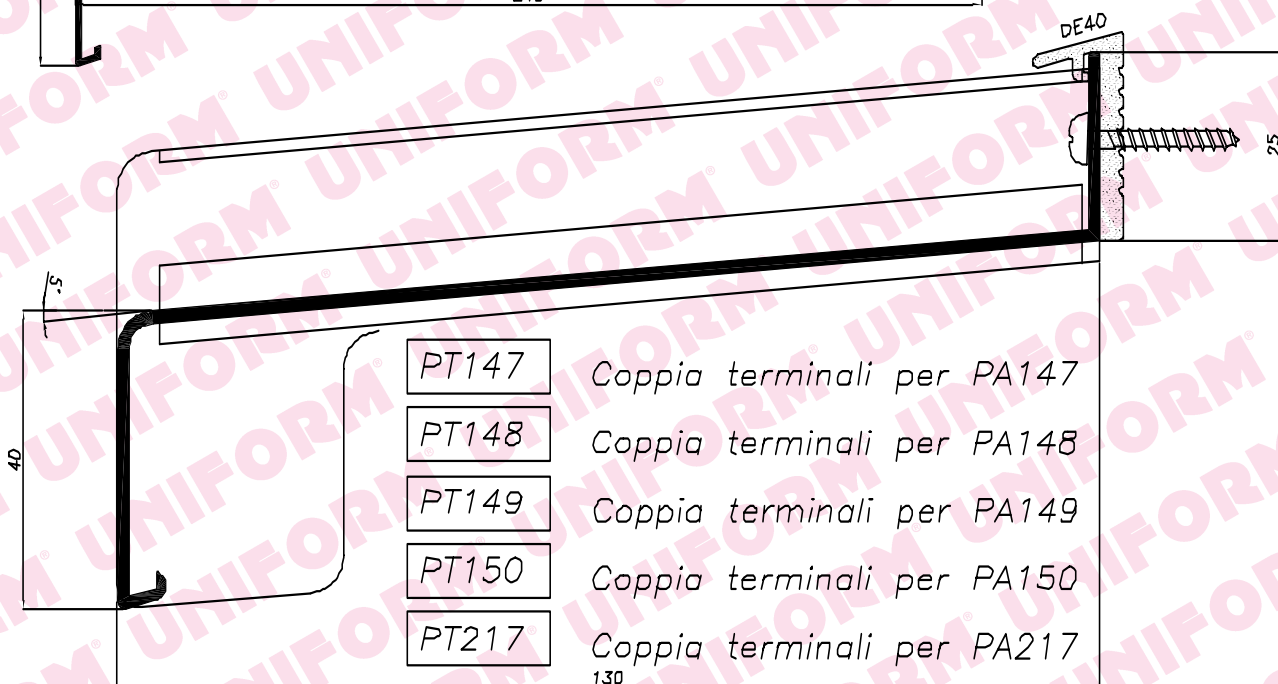 DE40
25
5°
40
PT147 Coppia terminali per PA147
PT148 Coppia terminali per PA148
PT149 Coppia terminali per PA149
PT150 Coppia terminali per PA150
PT217 Coppia terminali per PA217
130
UNIFORM®